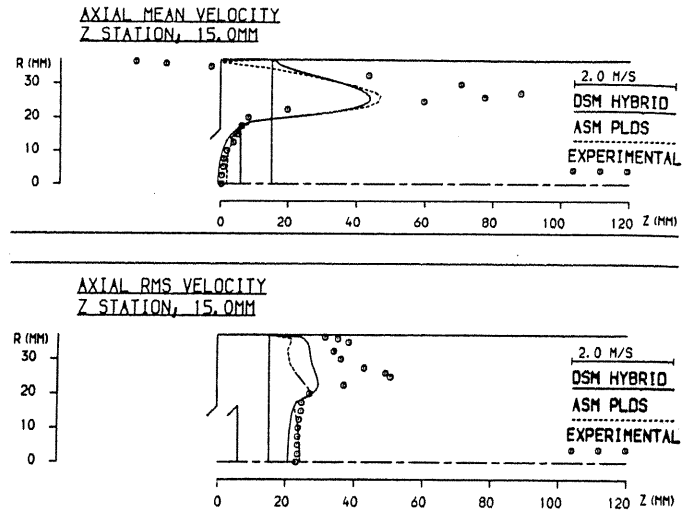 AXIAL MEAN VELOCITY
Z STATION, 15.0MM
R (MM)
30
20
10
0
2.0 M/S
DSM HYBRID
ASM PLDS
EXPERIMENTAL
0 20 40 60 80 100 120 Z (MM)
AXIAL RMS VELOCITY
Z STATION, 15.0MM
R (MM)
30
20
10
0
2.0 M/S
DSM HYBRID
ASM PLDS
EXPERIMENTAL
0 20 40 60 80 100 120 Z (MM)